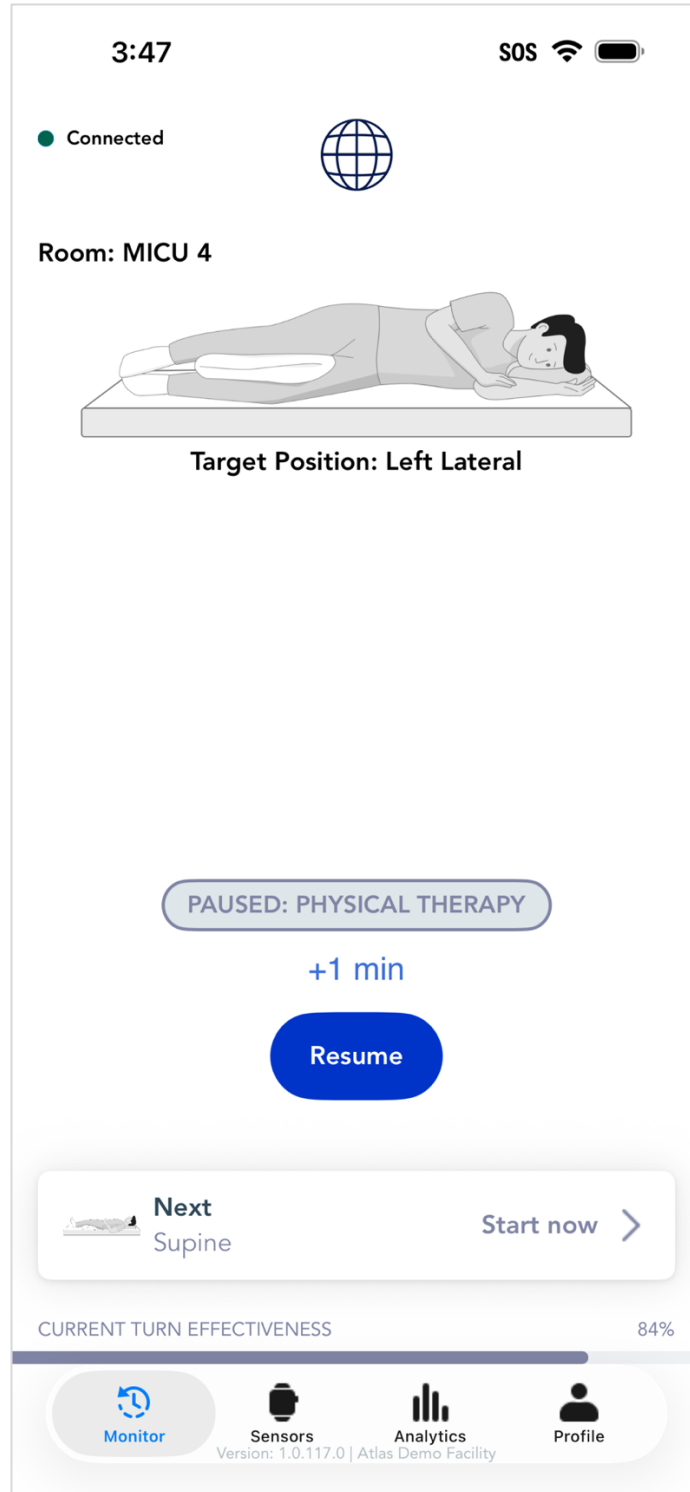 3:47
SOS
Connected
Room: MICU 4
Target Position: Left Lateral
PAUSED: PHYSICAL THERAPY
+1 min
Resume
Next
Supine
Start now
CURRENT TURN EFFECTIVENESS 84%
Monitor Sensors Analytics Profile
Version: 1.0.117.0 | Atlas Demo Facility